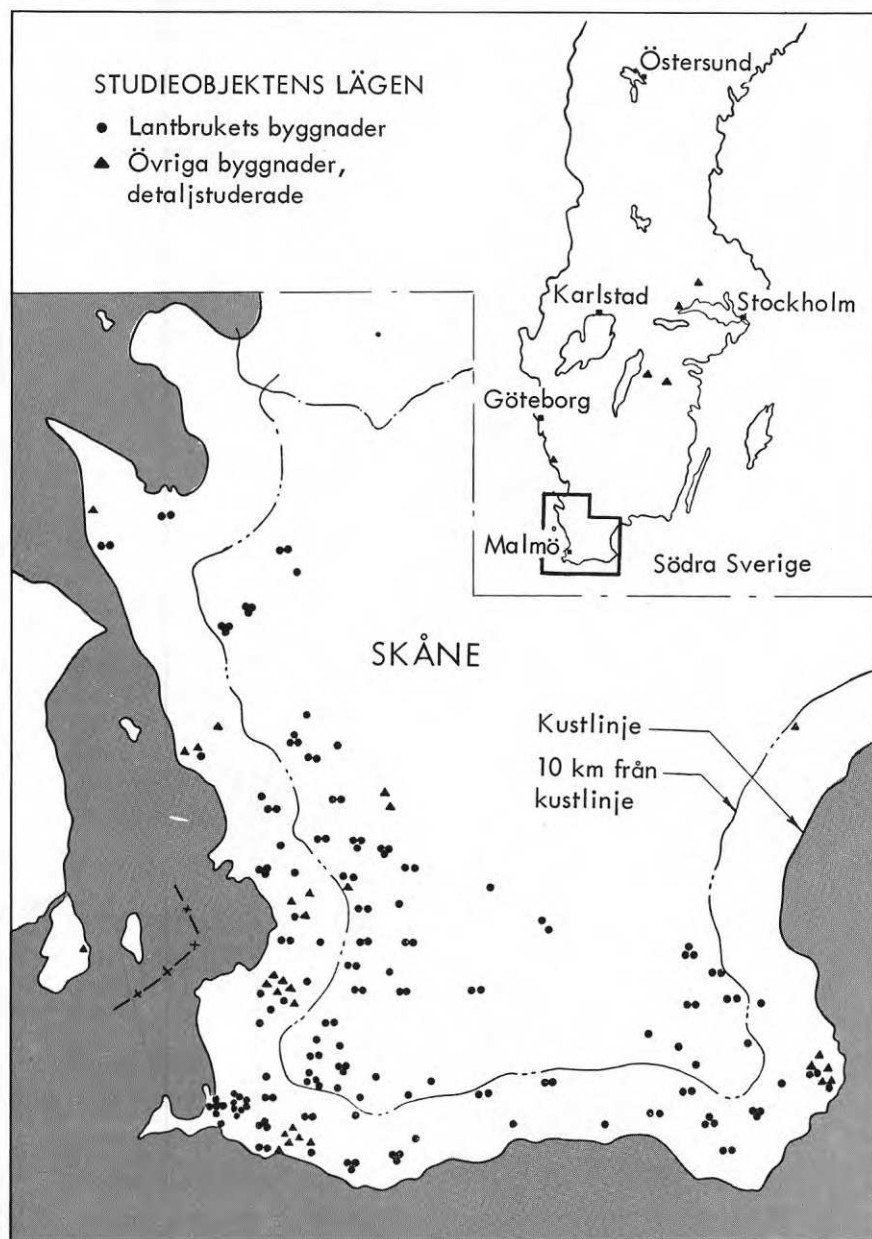 STUDIEOBJEKTENS LÄGEN
Lantbrukets byggnader
Övriga byggnader,
detaljstuderade
Östersund
Karlstad
Stockholm
Göteborg
Malmö
Södra Sverige
SKÅNE
Kustlinje
10 km från
kustlinje